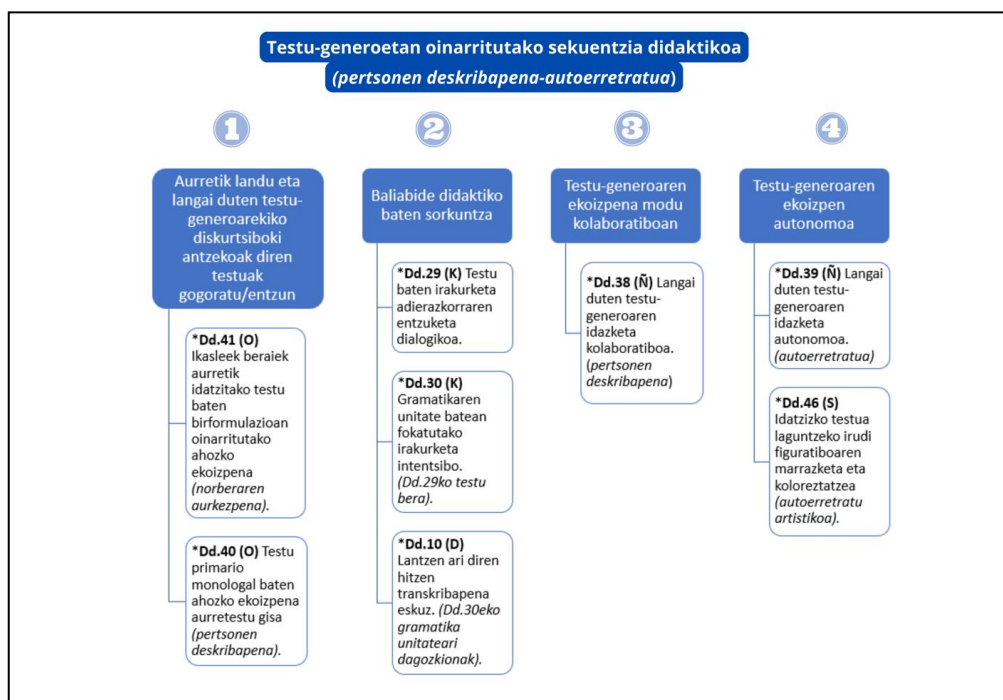 Testu-generoetan oinarritutako sekuentzia didaktikoa
(pertsonen deskribapena-autoerretratua)
1
Aurretik landu eta
langai duten testu-
generoarekiko
diskurtsiboki
antzekoak diren
testuak
gogoratu/entzun
*Dd.41 (O)
Ikasleek beraiek
aurretik
idatzitako testu
baten
birformulazioan
oinarritutako
ahozko
ekoizpena
(norberaren
aurkezpena).
*Dd.40 (O) Testu
primario
monologal baten
ahozko ekoizpena
aurretestu gisa
(pertsonen
deskribapena).
2
Baliabide didaktiko
baten sorkuntza
*Dd.29 (K) Testu
baten irakurketa
adierazkorraren
entzuketa
dialogikoa.
*Dd.30 (K)
Gramatikaren
unitate batean
fokatutako
irakurketa
intentsibo.
(Dd.29ko testu
bera).
*Dd.10 (D)
Lantzen ari diren
hitzen
transkribapena
eskuz. (Dd.30eko
gramatika
unitateari
dagozkionak).
3
Testu-generoaren
ekoizpena modu
kolaboratiboan
*Dd.38 (Ñ) Langai
duten testu-
generoaren
idazketa
kolaboratiboa.
(pertsonen
deskribapena)
4
Testu-generoaren
ekoizpen
autonomoa
*Dd.39 (Ñ) Langai
duten testu-
generoaren
idazketa
autonomoa.
(autoerretratua)
*Dd.46 (S)
Idatzizko testua
laguntzeko irudi
figuratiboaren
marrazketa eta
koloreztatzea
(autoerretratu
artistikoa).